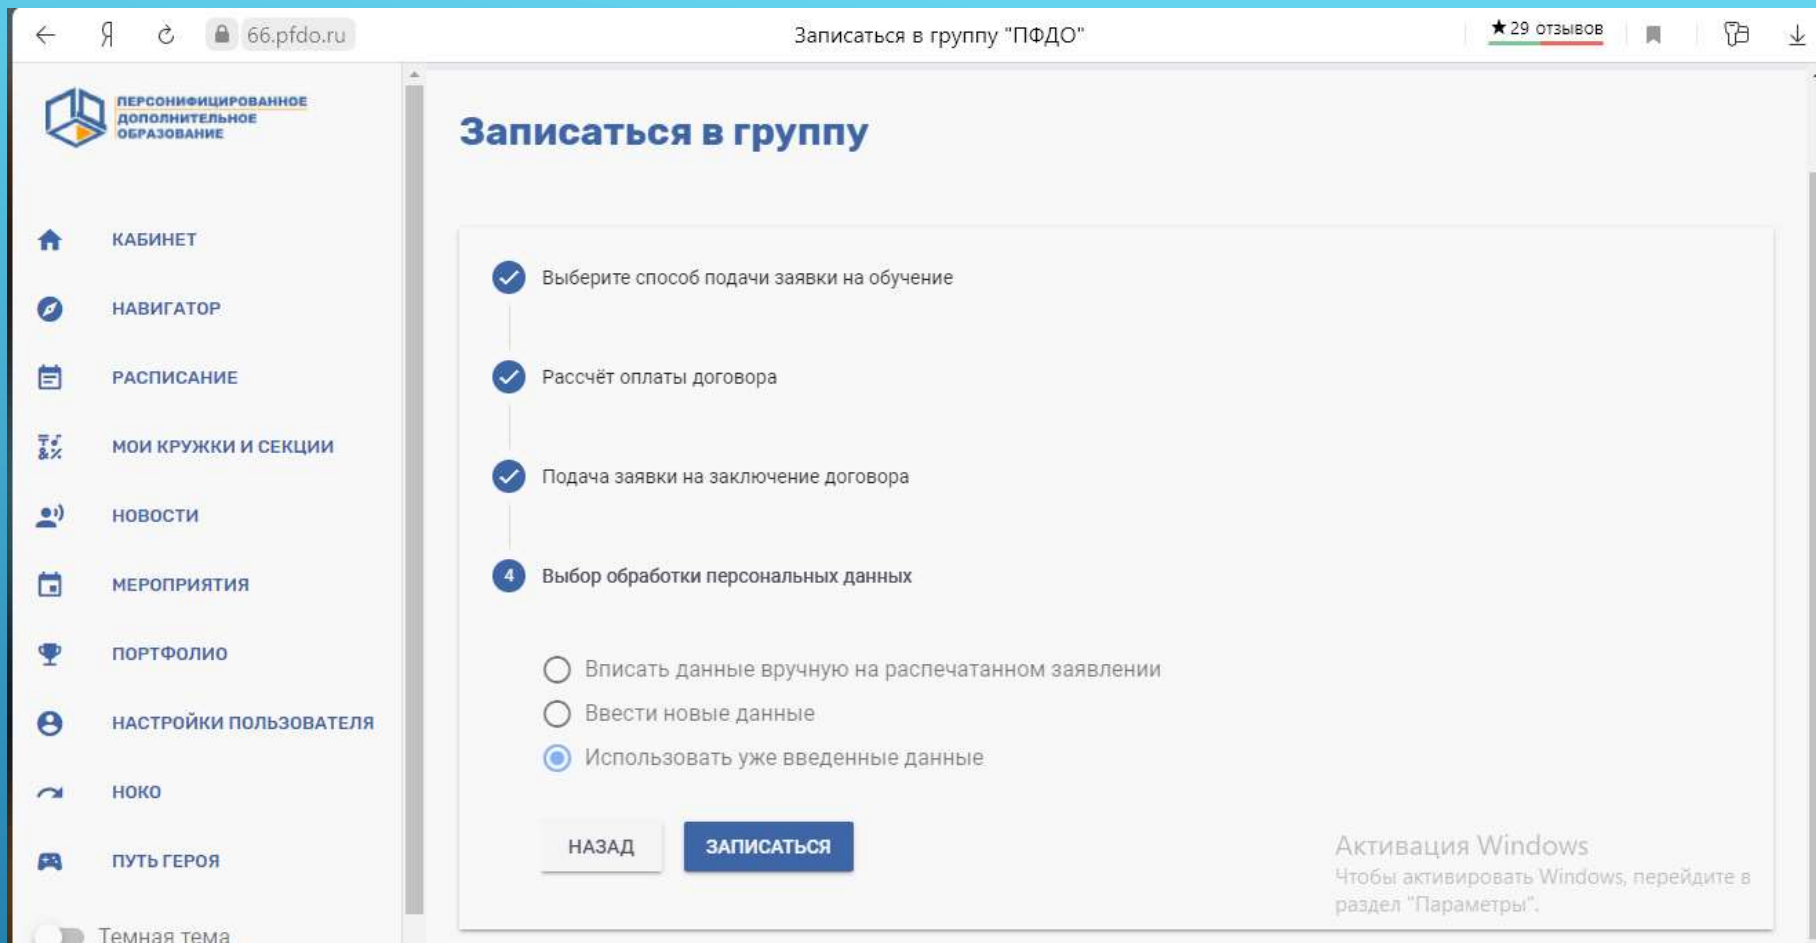 Я
66.pfdo.ru
Записаться в группу "ПФДО"
★ 29 отзывов
ПЕРСОНИФИЦИРОВАННОЕ
ДОПОЛНИТЕЛЬНОЕ
ОБРАЗОВАНИЕ
КАБИНЕТ
НАВИГАТОР
РАСПИСАНИЕ
МОИ КРУЖКИ И СЕКЦИИ
НОВОСТИ
МЕРОПРИЯТИЯ
ПОРТФОЛИО
НАСТРОЙКИ ПОЛЬЗОВАТЕЛЯ
НОКО
ПУТЬ ГЕРОЯ
Темная тема
Записаться в группу
Выберите способ подачи заявки на обучение
Рассчёт оплаты договора
Подача заявки на заключение договора
4 Выбор обработки персональных данных
Вписать данные вручную на распечатанном заявлении
Ввести новые данные
Использовать уже введенные данные
НАЗАД ЗАПИСАТЬСЯ
Активация Windows
Чтобы активировать Windows, перейдите в
раздел "Параметры".